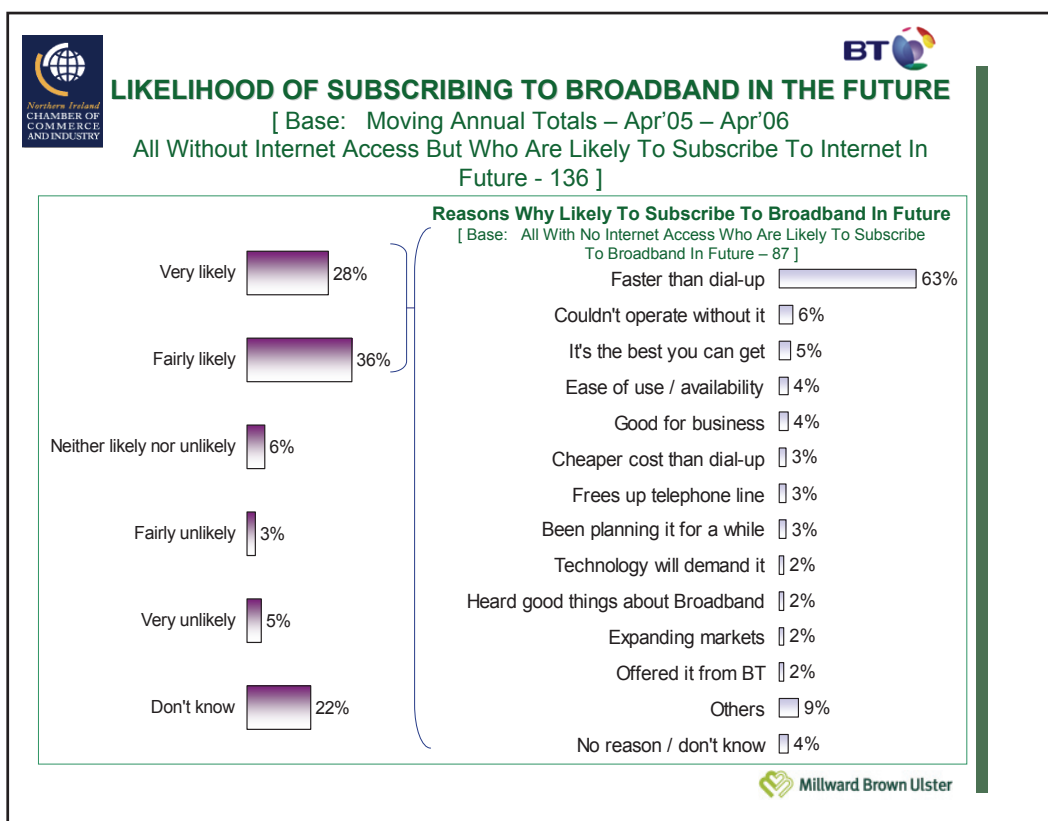 Northern Ireland
CHAMBER OF
COMMERCE
AND INDUSTRY
BT
LIKELIHOOD OF SUBSCRIBING TO BROADBAND IN THE FUTURE
[ Base: Moving Annual Totals – Apr'05 – Apr'06
All Without Internet Access But Who Are Likely To Subscribe To Internet In
Future - 136 ]
Very likely 28%
Fairly likely 36%
Neither likely nor unlikely 6%
Fairly unlikely 3%
Very unlikely 5%
Don't know 22%
Reasons Why Likely To Subscribe To Broadband In Future
[ Base: All With No Internet Access Who Are Likely To Subscribe
To Broadband In Future – 87 ]
Faster than dial-up 63%
Couldn't operate without it 6%
It's the best you can get 5%
Ease of use / availability 4%
Good for business 4%
Cheaper cost than dial-up 3%
Frees up telephone line 3%
Been planning it for a while 3%
Technology will demand it 2%
Heard good things about Broadband 2%
Expanding markets 2%
Offered it from BT 2%
Others 9%
No reason / don't know 4%
Millward Brown Ulster